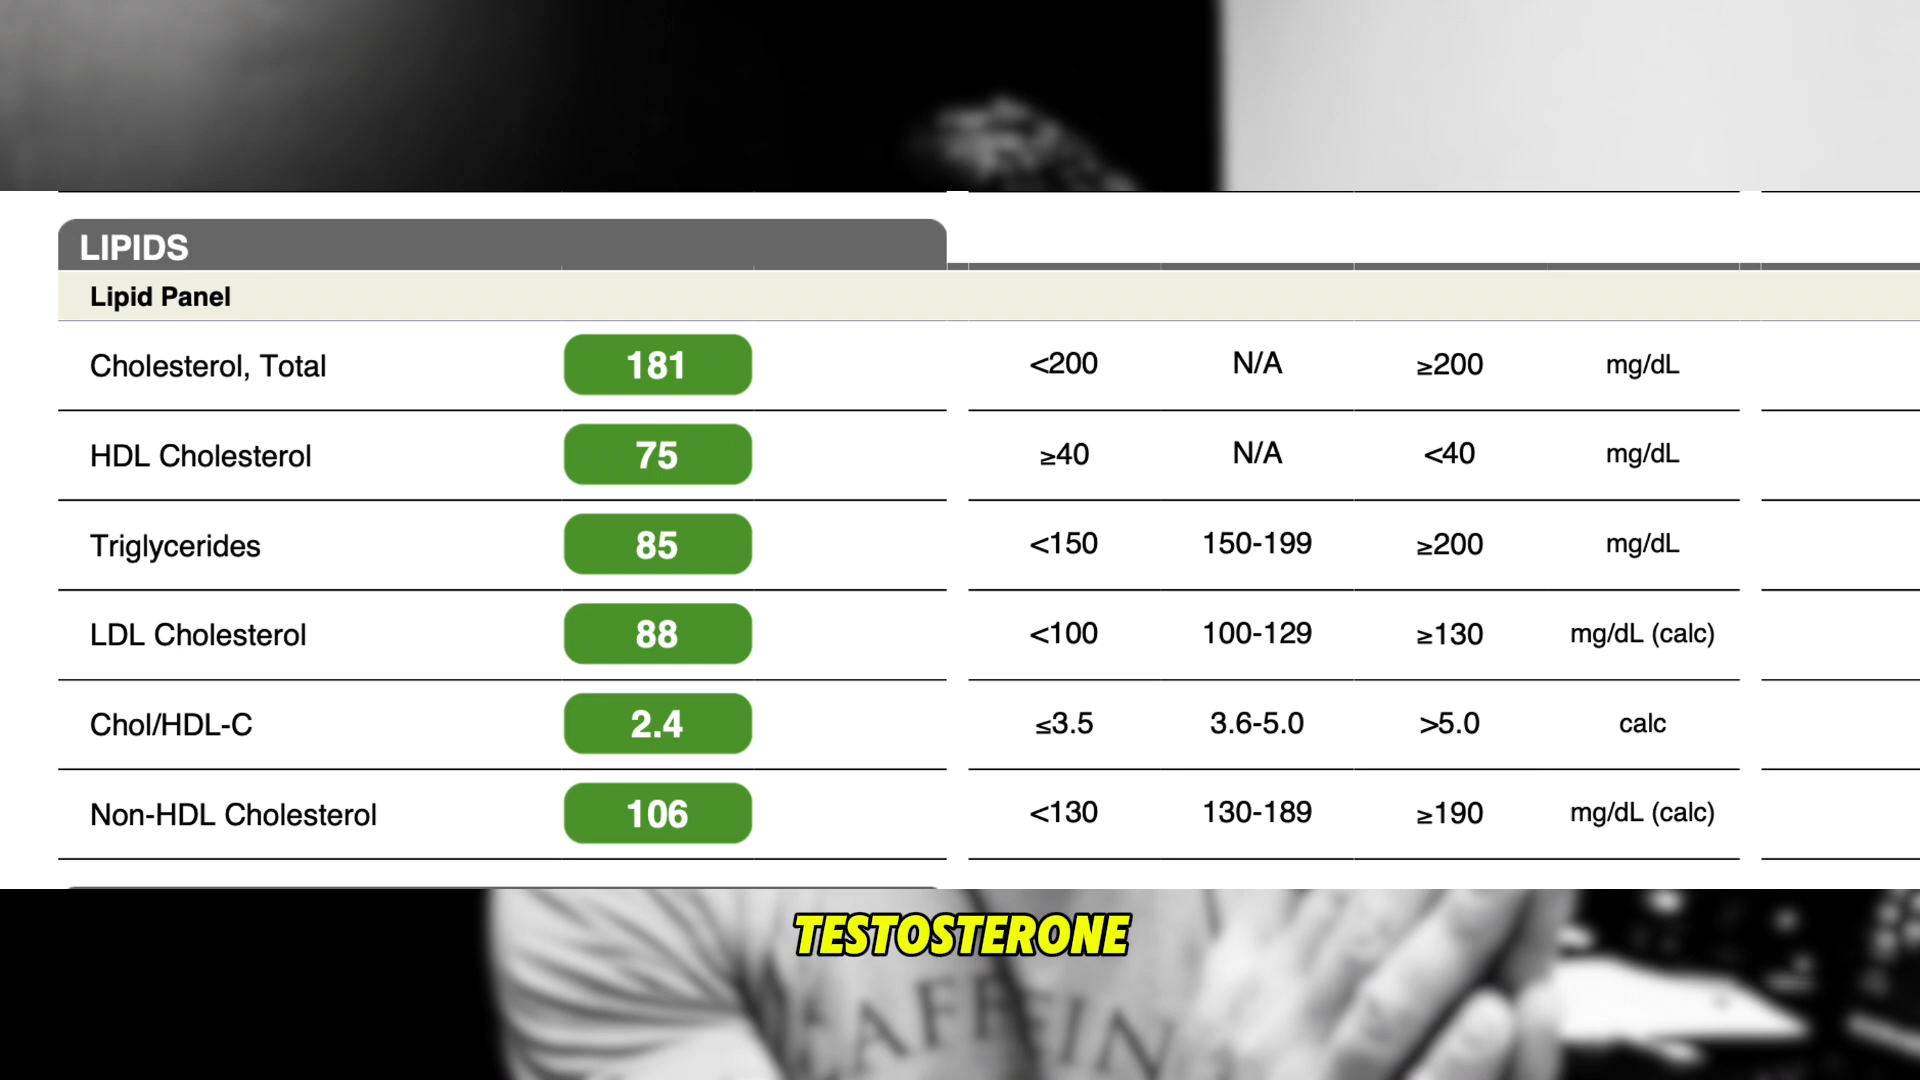 LIPIDS
Lipid Panel
Cholesterol, Total 181 <200 N/A ≥200 mg/dL
HDL Cholesterol 75 ≥40 N/A <40 mg/dL
Triglycerides 85 <150 150-199 ≥200 mg/dL
LDL Cholesterol 88 <100 100-129 ≥130 mg/dL (calc)
Chol/HDL-C 2.4 ≤3.5 3.6-5.0 >5.0 calc
Non-HDL Cholesterol 106 <130 130-189 ≥190 mg/dL (calc)
TESTOSTERONE